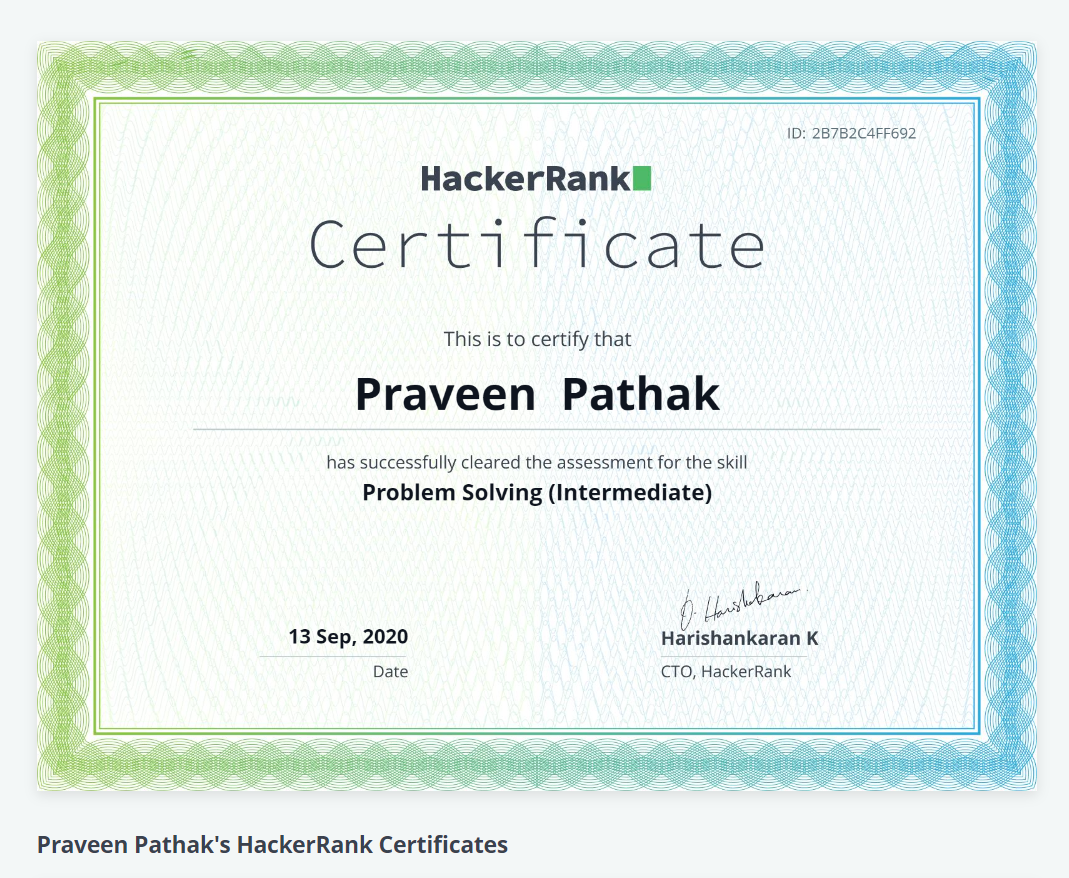 ID: 2B7B2C4FF692
HackerRank
Certificate
This is to certify that
Praveen Pathak
has successfully cleared the assessment for the skill
Problem Solving (Intermediate)
13 Sep, 2020
Date
Harishankaran K
CTO, HackerRank
Praveen Pathak's HackerRank Certificates